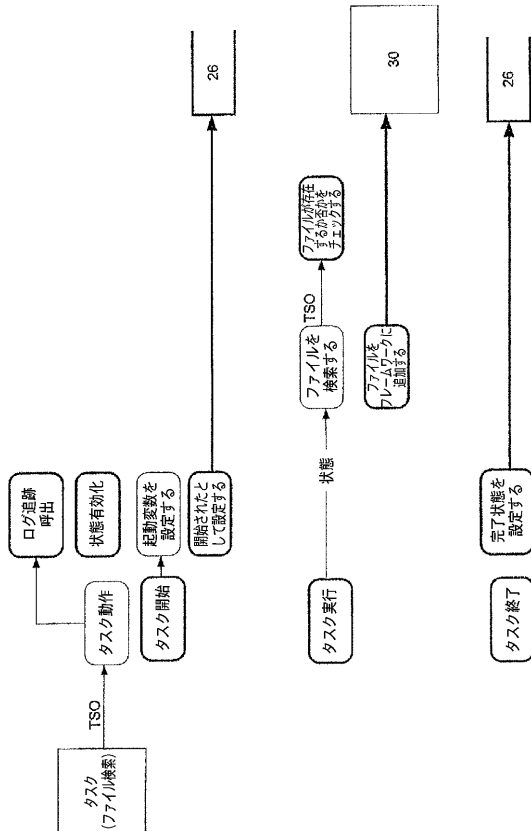 タスク
(ファイル検索)
TSO
タスク動作
ログ追跡
呼出
状態有効化
タスク開始
起動変数を
設定する
開始されたと
して設定する
26
タスク実行
状態
ファイルを
検索する
TSO
ファイルが存在
するか否かを
チェックする
ファイルを
フレームワークに
追加する
30
タスク終了
完了状態を
設定する
26